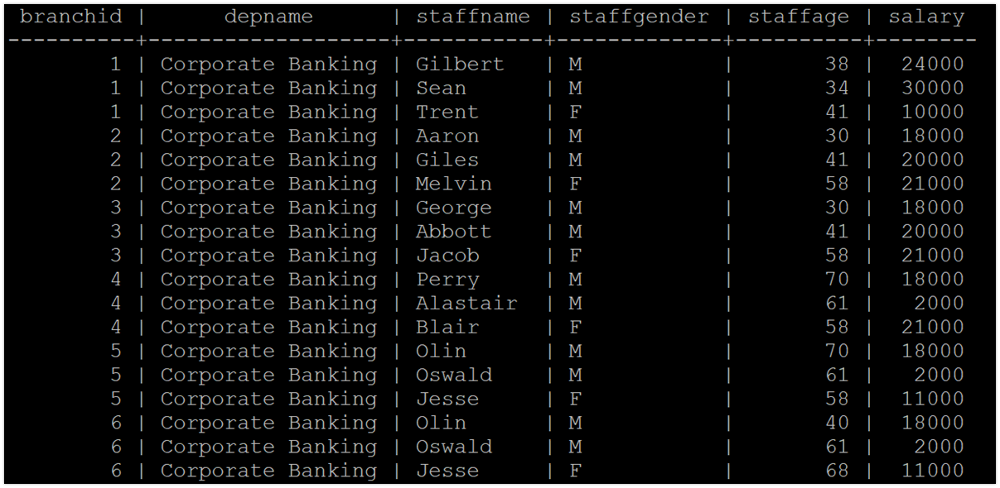 branchid | depname | staffname | staffgender | staffage | salary
----------+-------------------+-----------+-------------+----------+--------
1 | Corporate Banking | Gilbert | M | 38 | 24000
1 | Corporate Banking | Sean | M | 34 | 30000
1 | Corporate Banking | Trent | F | 41 | 10000
2 | Corporate Banking | Aaron | M | 30 | 18000
2 | Corporate Banking | Giles | M | 41 | 20000
2 | Corporate Banking | Melvin | F | 58 | 21000
3 | Corporate Banking | George | M | 30 | 18000
3 | Corporate Banking | Abbott | M | 41 | 20000
3 | Corporate Banking | Jacob | F | 58 | 21000
4 | Corporate Banking | Perry | M | 70 | 18000
4 | Corporate Banking | Alastair | M | 61 | 2000
4 | Corporate Banking | Blair | F | 58 | 21000
5 | Corporate Banking | Olin | M | 70 | 18000
5 | Corporate Banking | Oswald | M | 61 | 2000
5 | Corporate Banking | Jesse | F | 58 | 11000
6 | Corporate Banking | Olin | M | 40 | 18000
6 | Corporate Banking | Oswald | M | 61 | 2000
6 | Corporate Banking | Jesse | F | 68 | 11000